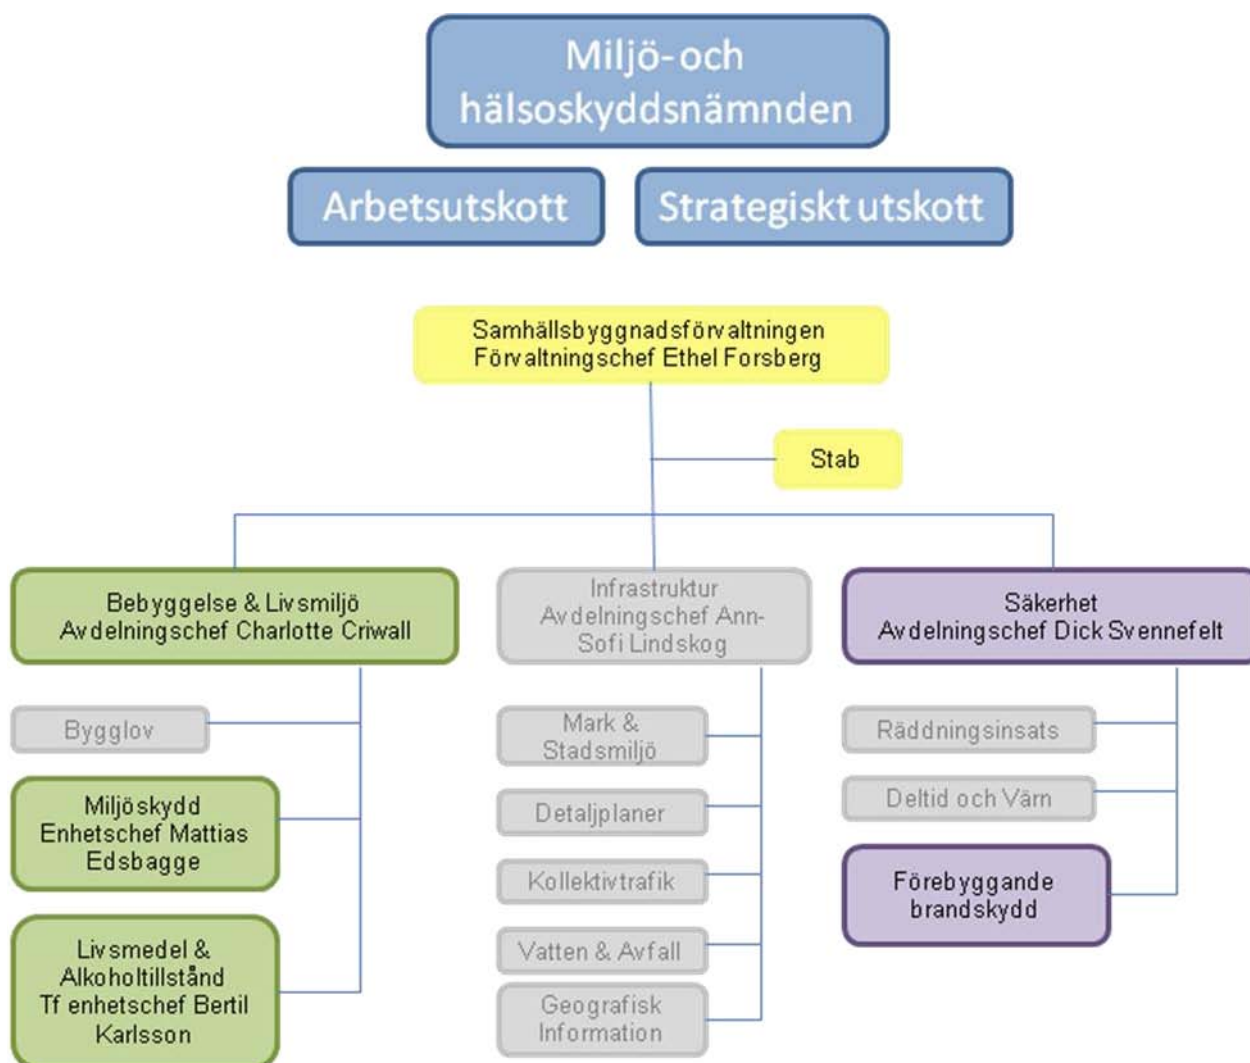 Miljö- och
hälsoskyddsnämnden
Arbetsutskott
Strategiskt utskott
Samhällsbyggnadsförvaltningen
Förvaltningschef Ethel Forsberg
Stab
Bebyggelse & Livsmiljö
Avdelningschef Charlotte Criwall
Bygglov
Miljöskydd
Enhetschef Mattias
Edsbagge
Livsmedel &
Alkoholtillstånd
Tf enhetschef Bertil
Karlsson
Infrastruktur
Avdelningschef Ann-
Sofi Lindskog
Mark &
Stadsmiljö
Detaljplaner
Kollektivtrafik
Vatten & Avfall
Geografisk
Information
Säkerhet
Avdelningschef Dick Svennefelt
Räddningsinsats
Deltid och Värn
Förebyggande
brandskydd